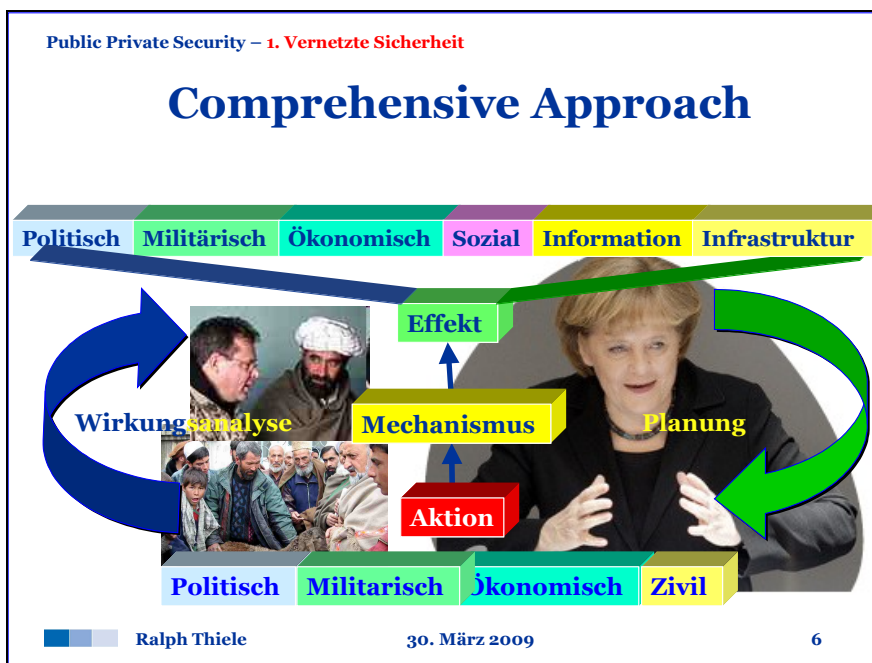 Public Private Security – 1. Vernetzte Sicherheit
Comprehensive Approach
Politisch Militärisch Ökonomisch Sozial Information Infrastruktur
Effekt
Wirkungsanalyse Mechanismus Planung
Aktion
Politisch Militarisch Ökonomisch Zivil
Ralph Thiele 30. März 2009 6